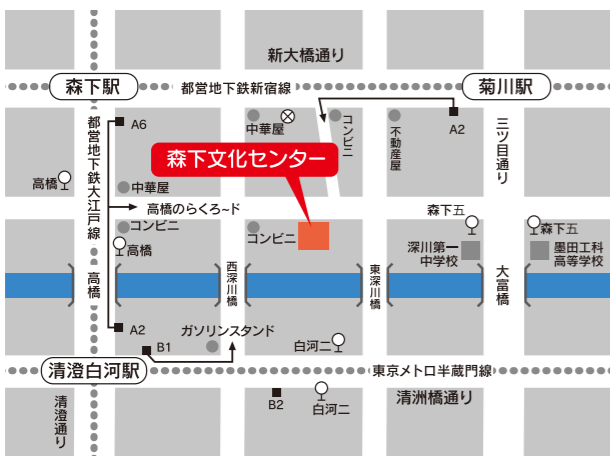 新大橋通り
森下駅
都営地下鉄新宿線
菊川駅
都営地下鉄大江戸線
A6
中華屋
コンビニ
不動産屋
A2
三ツ目通り
森下文化センター
高橋
中華屋
高橋のらくろ~ド
コンビニ
高橋
コンビニ
森下五
森下五
深川第一
中学校
墨田工科
高等学校
高橋
西深川橋
東深川橋
大富橋
A2
B1
ガソリンスタンド
白河二
清澄白河駅
東京メトロ半蔵門線
清澄通り
B2
白河二
清洲橋通り